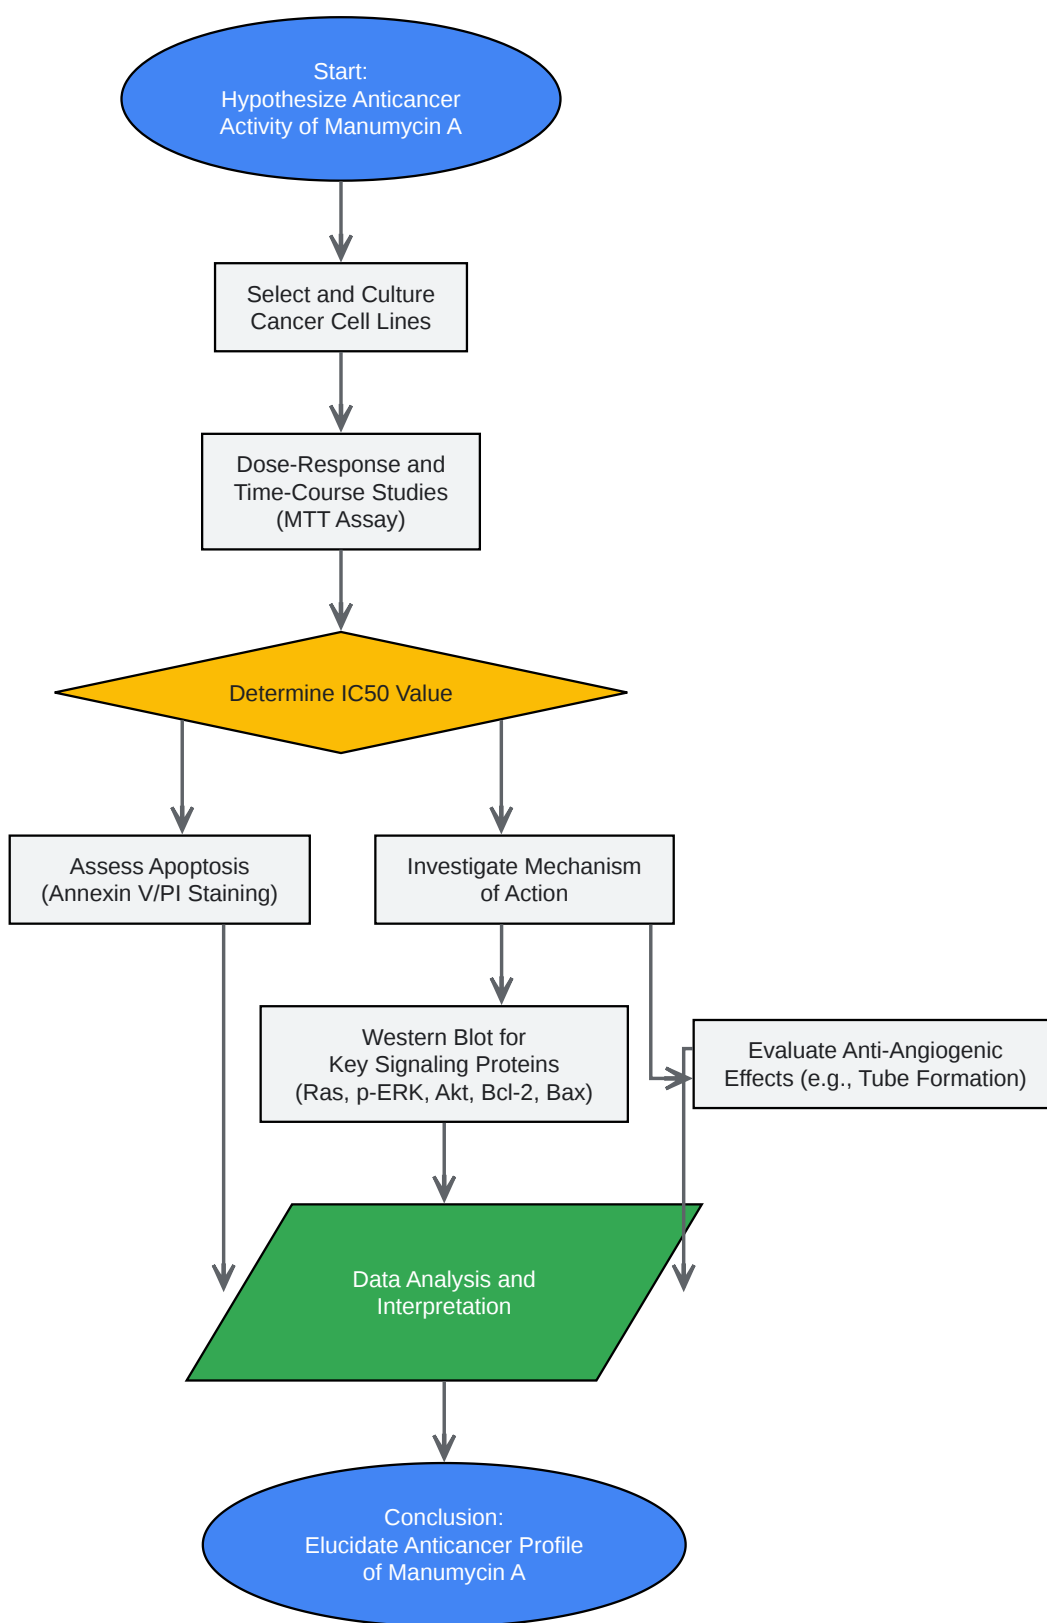 Start:
Hypothesize Anticancer
Activity of Manumycin A
Select and Culture
Cancer Cell Lines
Dose-Response and
Time-Course Studies
(MTT Assay)
Determine IC50 Value
Assess Apoptosis
(Annexin V/PI Staining)
Investigate Mechanism
of Action
Western Blot for
Key Signaling Proteins
(Ras, p-ERK, Akt, Bcl-2, Bax)
Evaluate Anti-Angiogenic
Effects (e.g., Tube Formation)
Data Analysis and
Interpretation
Conclusion:
Elucidate Anticancer Profile
of Manumycin A